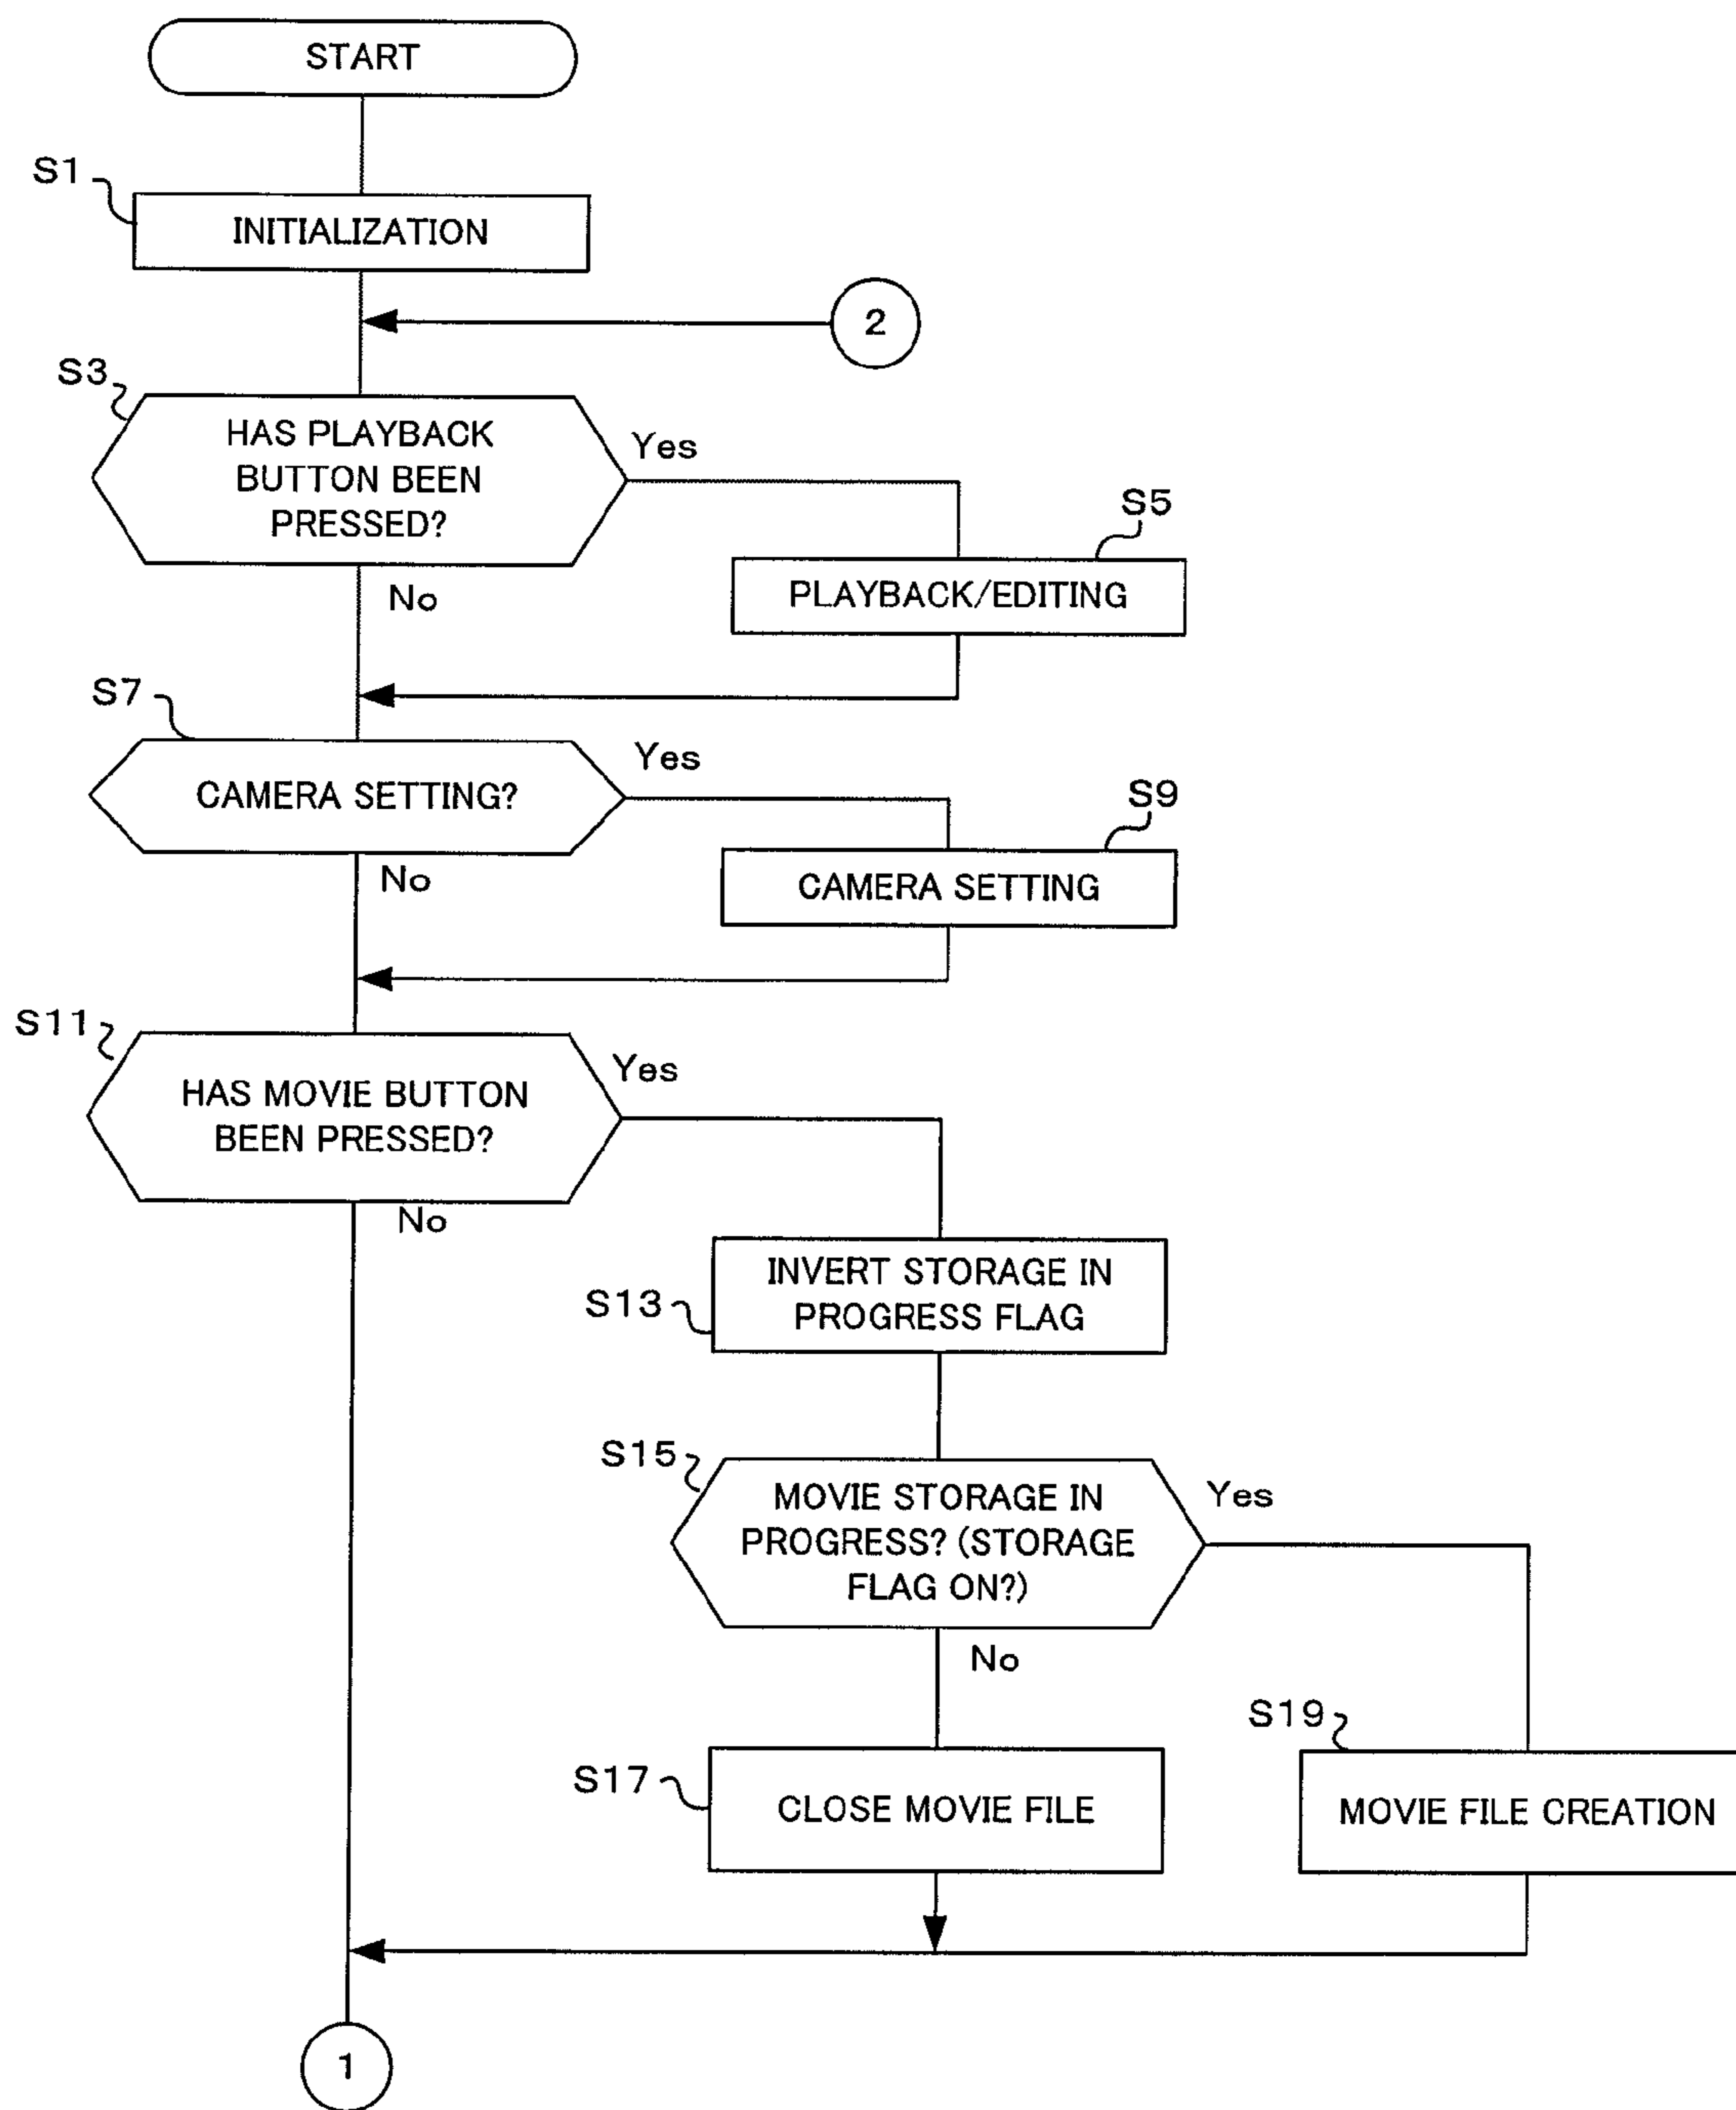 START
S1
INITIALIZATION
2
S3
HAS PLAYBACK
BUTTON BEEN
PRESSED?
Yes
No
S5
PLAYBACK/EDITING
S7
CAMERA SETTING?
Yes
No
S9
CAMERA SETTING
S11
HAS MOVIE BUTTON
BEEN PRESSED?
Yes
No
INVERT STORAGE IN
PROGRESS FLAG
S13
S15
MOVIE STORAGE IN
PROGRESS? (STORAGE
FLAG ON?)
Yes
No
S17
CLOSE MOVIE FILE
S19
MOVIE FILE CREATION
1